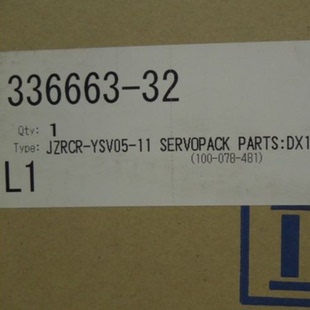 336663-32
Qty: 1
Type: JZRCR-YSV05-11 SERVOPACK PARTS:DX1
(100-078-481)
L1